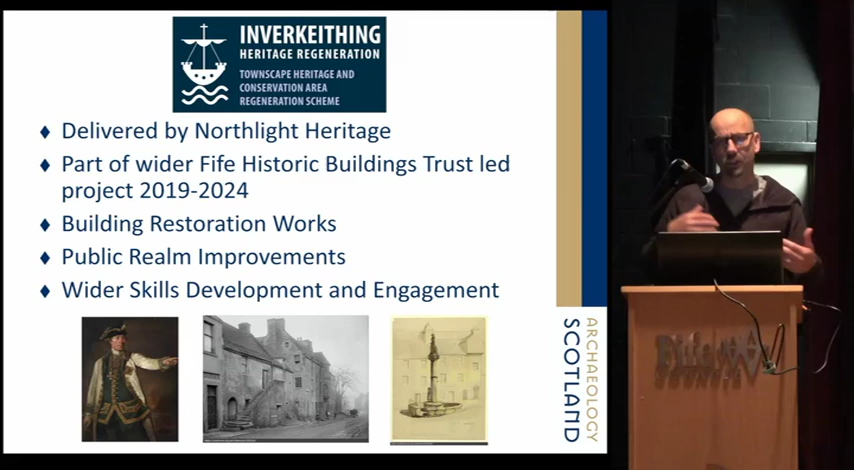 INVERKEITHING
HERITAGE REGENERATION
TOWNSCAPE HERITAGE AND
CONSERVATION AREA
REGENERATION SCHEME
♦ Delivered by Northlight Heritage
♦ Part of wider Fife Historic Buildings Trust led
project 2019-2024
♦ Building Restoration Works
♦ Public Realm Improvements
♦ Wider Skills Development and Engagement
ARCHAEOLOGY
SCOTLAND
Fife
COUNCIL